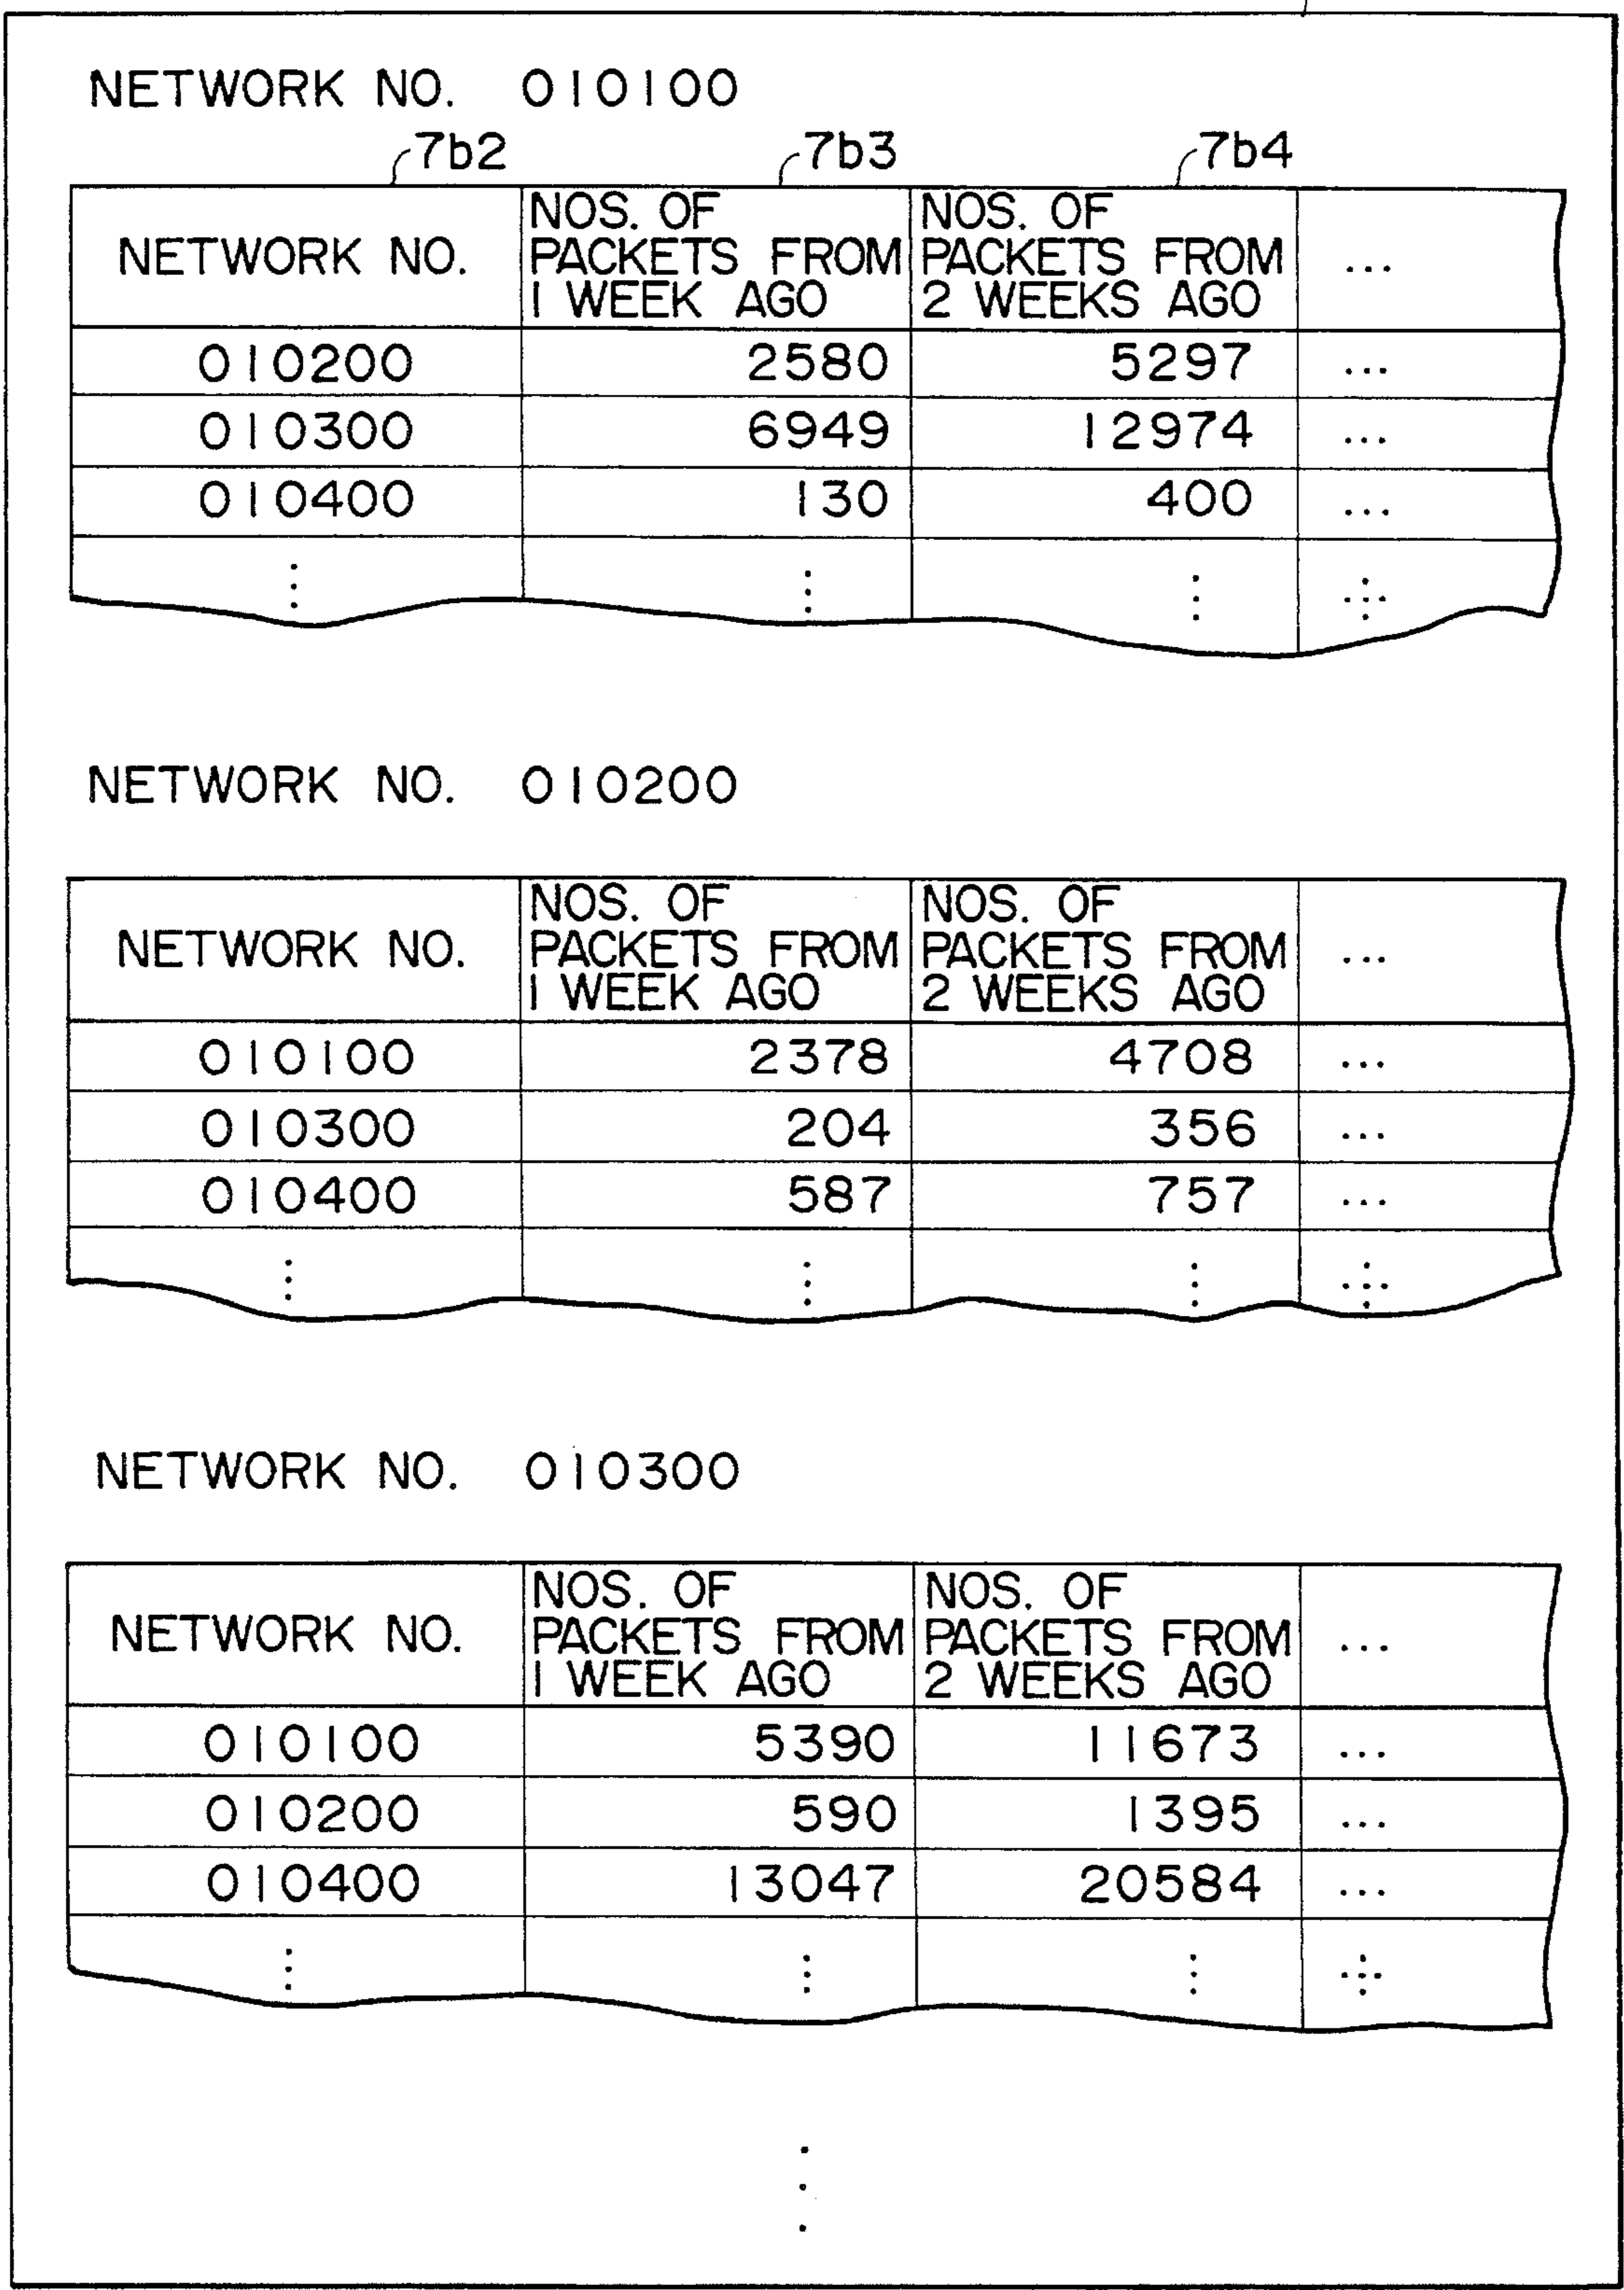 NETWORK NO. 010100
7b2 7b3 7b4
NETWORK NO. NOS. OF PACKETS FROM 1 WEEK AGO NOS. OF PACKETS FROM 2 WEEKS AGO ...
010200 2580 5297 ...
010300 6949 12974 ...
010400 130 400 ...
NETWORK NO. 010200
NETWORK NO. NOS. OF PACKETS FROM 1 WEEK AGO NOS. OF PACKETS FROM 2 WEEKS AGO ...
010100 2378 4708 ...
010300 204 356 ...
010400 587 757 ...
NETWORK NO. 010300
NETWORK NO. NOS. OF PACKETS FROM 1 WEEK AGO NOS. OF PACKETS FROM 2 WEEKS AGO ...
010100 5390 11673 ...
010200 590 1395 ...
010400 13047 20584 ...